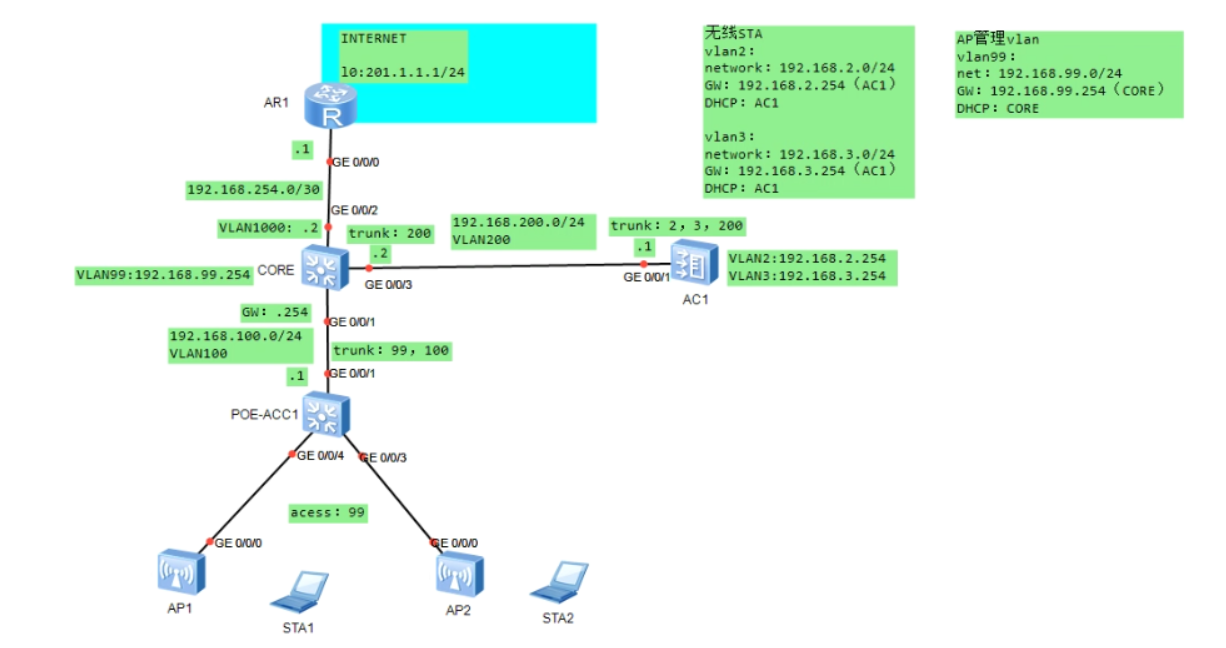 INTERNET
l0:201.1.1.1/24
AR1
.1
GE 0/0/0
192.168.254.0/30
GE 0/0/2
VLAN1000: .2
trunk: 200
.2
192.168.200.0/24
VLAN200
trunk: 2, 3, 200
.1
GE 0/0/1
AC1
VLAN2:192.168.2.254
VLAN3:192.168.3.254
VLAN99:192.168.99.254
CORE
GE 0/0/3
GW: .254
GE 0/0/1
192.168.100.0/24
VLAN100
trunk: 99, 100
.1
GE 0/0/1
POE-ACC1
GE 0/0/4
GE 0/0/3
acess: 99
GE 0/0/0
GE 0/0/0
AP1
STA1
AP2
STA2
无线STA
vlan2:
network: 192.168.2.0/24
GW: 192.168.2.254（AC1）
DHCP: AC1
vlan3:
network: 192.168.3.0/24
GW: 192.168.3.254（AC1）
DHCP: AC1
AP管理vlan
vlan99:
net: 192.168.99.0/24
GW: 192.168.99.254（CORE）
DHCP: CORE